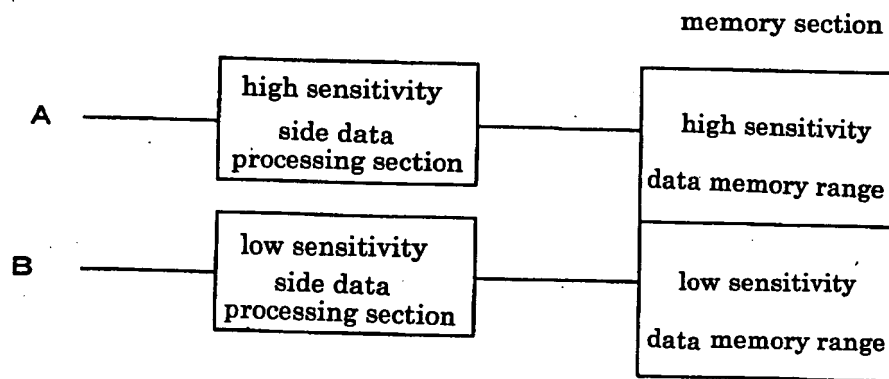 memory section
A
high sensitivity
side data
processing section
high sensitivity
data memory range
B
low sensitivity
side data
processing section
low sensitivity
data memory range